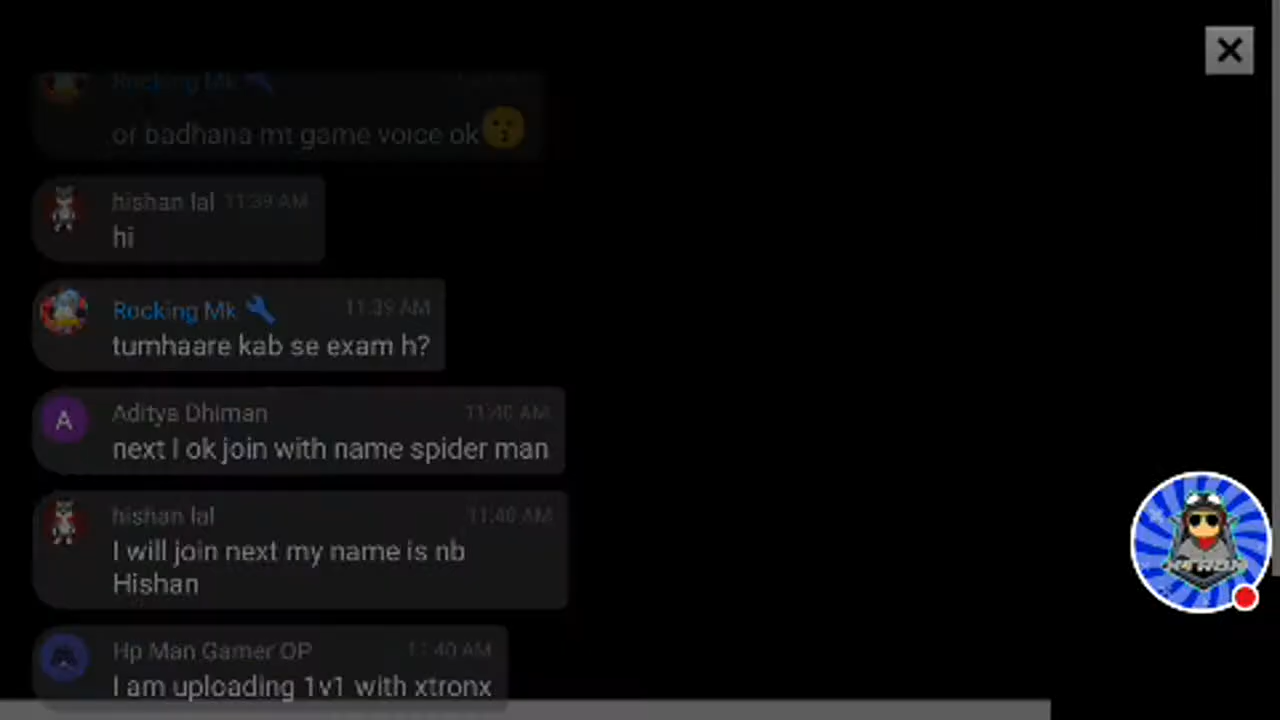 Rocking Mk
or badhana mt game voice ok
hishan lal 11:39 AM
hi
Rocking Mk 11:39 AM
tumhaare kab se exam h?
Aditya Dhiman 11:40 AM
next I ok join with name spider man
hishan lal 11:40 AM
I will join next my name is nb
Hishan
Hp Man Gamer OP 11:40 AM
I am uploading 1v1 with xtronx